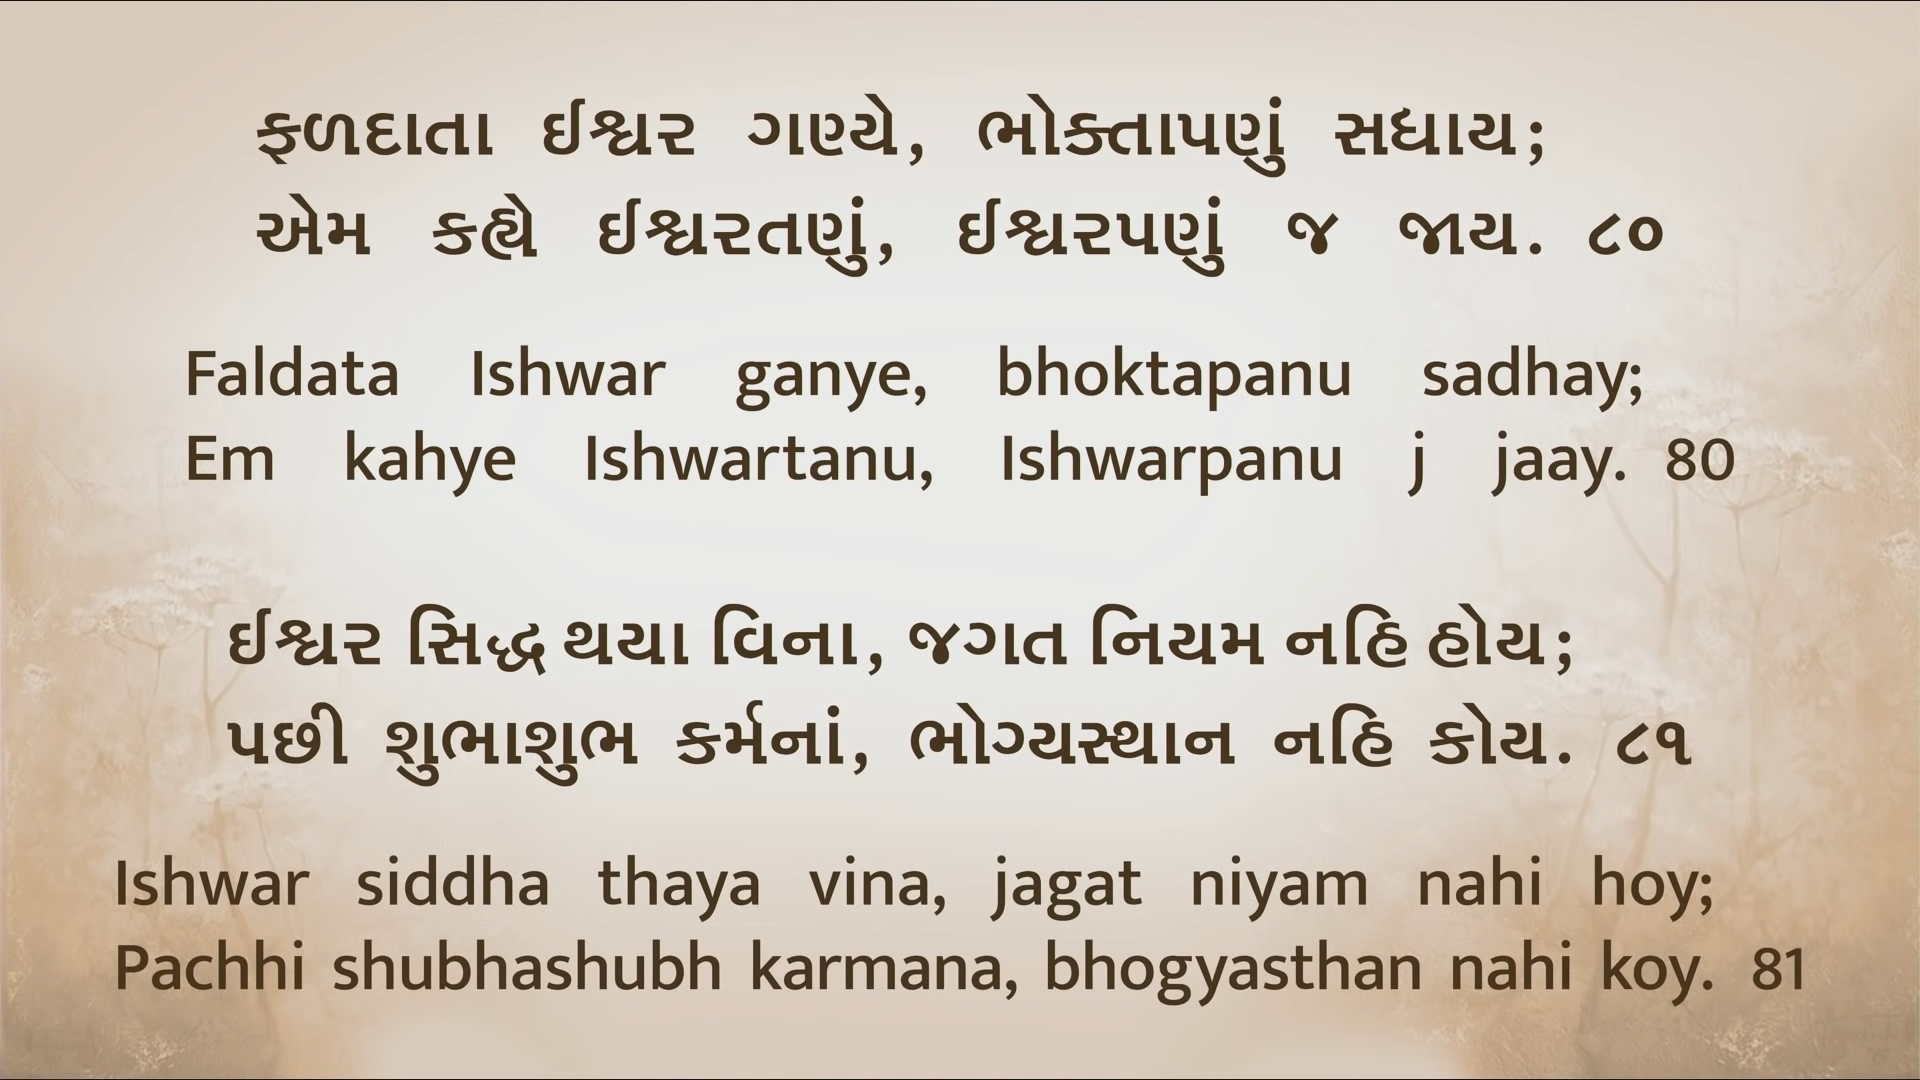 ફળદાતા ઈશ્વર ગણ્યે, ભોક્તાપણું સધાય;
એમ કહ્યે ઈશ્વરતણું, ઈશ્વરપણું જ જાય. ૮૦
Faldata Ishwar ganye, bhoktapanu sadhay;
Em kahye Ishwartanu, Ishwarpanu j jaay. 80
ઈશ્વર સિદ્ધ થયા વિના, જગત નિયમ નહિ હોય;
પછી શુભાશુભ કર્મનાં, ભોગ્યસ્થાન નહિ કોય. ૮૧
Ishwar siddha thaya vina, jagat niyam nahi hoy;
Pachhi shubhashubh karmana, bhogyasthan nahi koy. 81